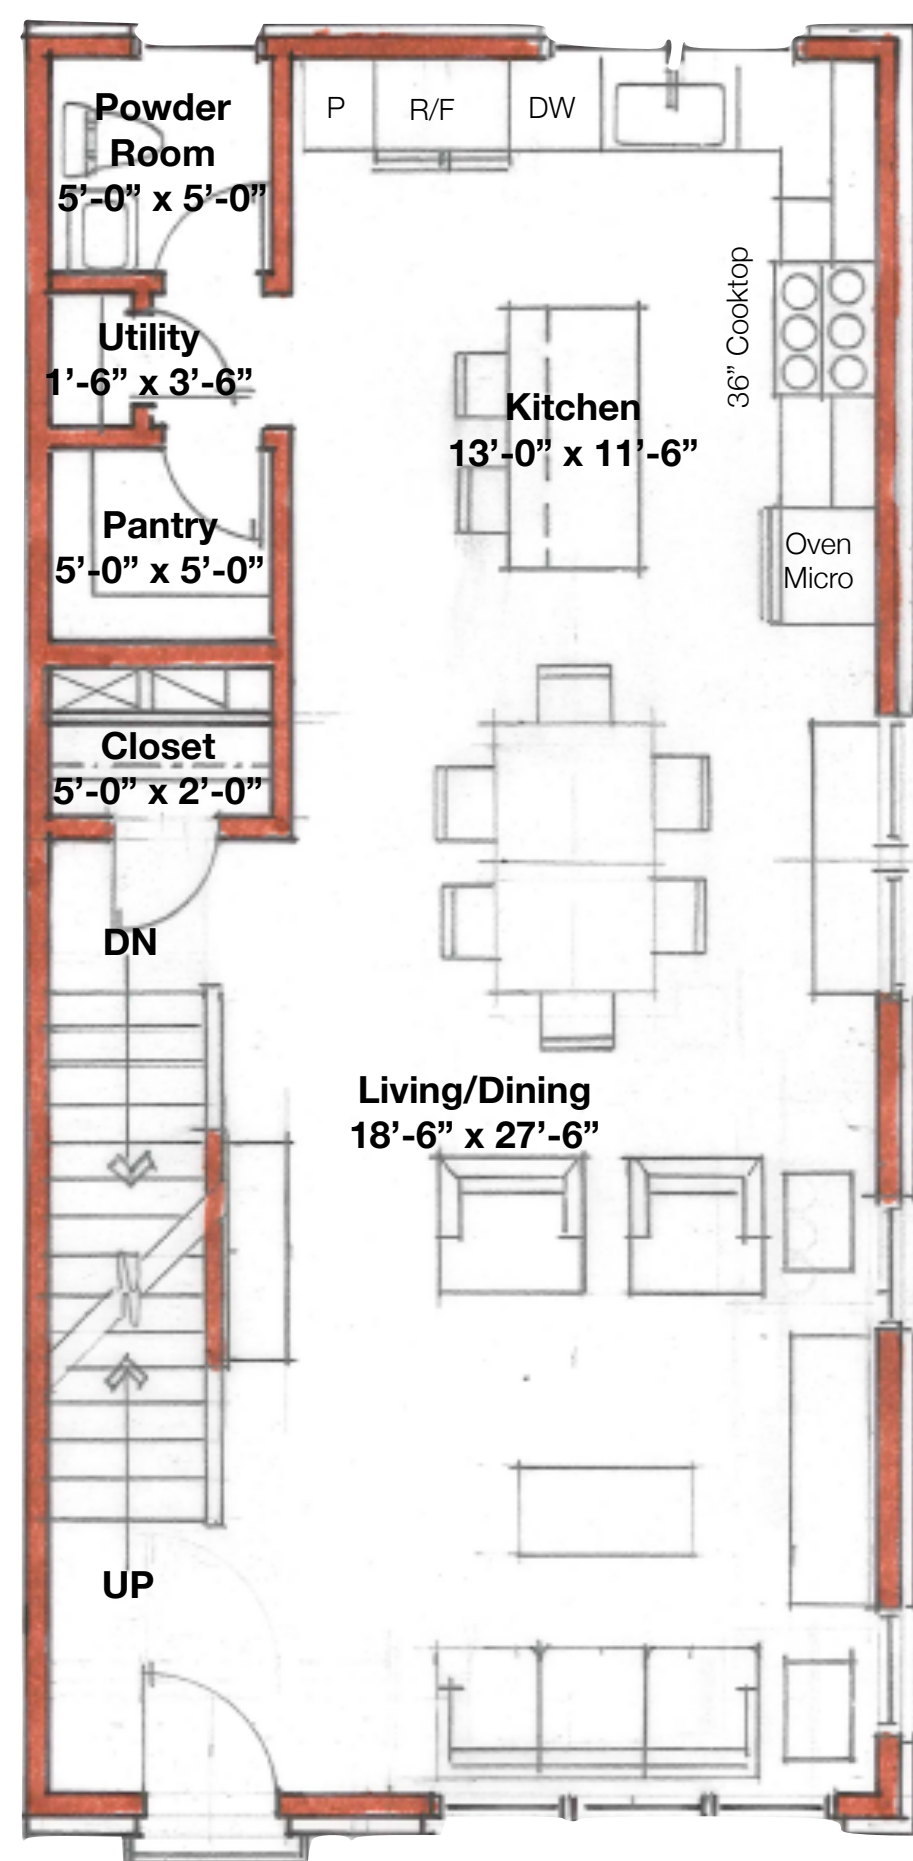 Powder
Room
5’-0” x 5’-0”
P
R/F
DW
Utility
1’-6” x 3’-6”
36” Cooktop
Kitchen
13’-0” x 11’-6”
Pantry
5’-0” x 5’-0”
Oven
Micro
Closet
5’-0” x 2’-0”
DN
Living/Dining
18’-6” x 27’-6”
UP